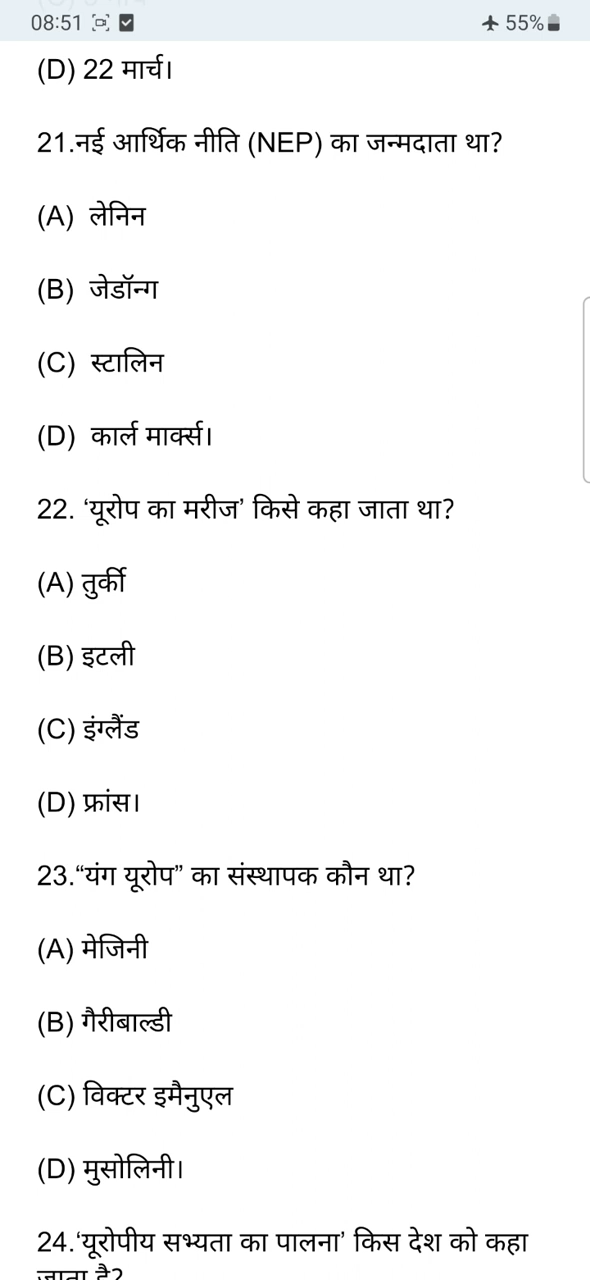 08:51 55%
(D) 22 मार्च।
21.नई आर्थिक नीति (NEP) का जन्मदाता था?
(A) लेनिन
(B) जेडॉन्ग
(C) स्टालिन
(D) कार्ल मार्क्स।
22. ‘यूरोप का मरीज’ किसे कहा जाता था?
(A) तुर्की
(B) इटली
(C) इंग्लैंड
(D) फ्रांस।
23.“यंग यूरोप” का संस्थापक कौन था?
(A) मेजिनी
(B) गैरीबाल्डी
(C) विक्टर इमैनुएल
(D) मुसोलिनी।
24.‘यूरोपीय सभ्यता का पालना’ किस देश को कहा
जाता है?